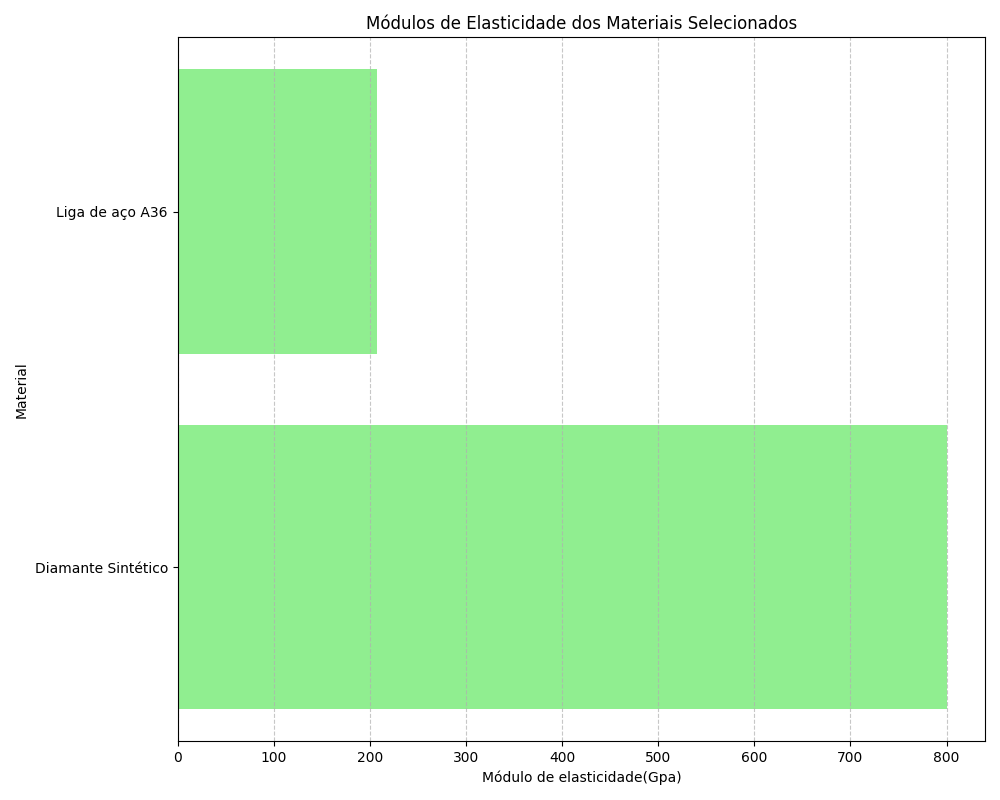 Módulos de Elasticidade dos Materiais Selecionados
Material
Liga de aço A36
Diamante Sintético
0 100 200 300 400 500 600 700 800
Módulo de elasticidade(Gpa)